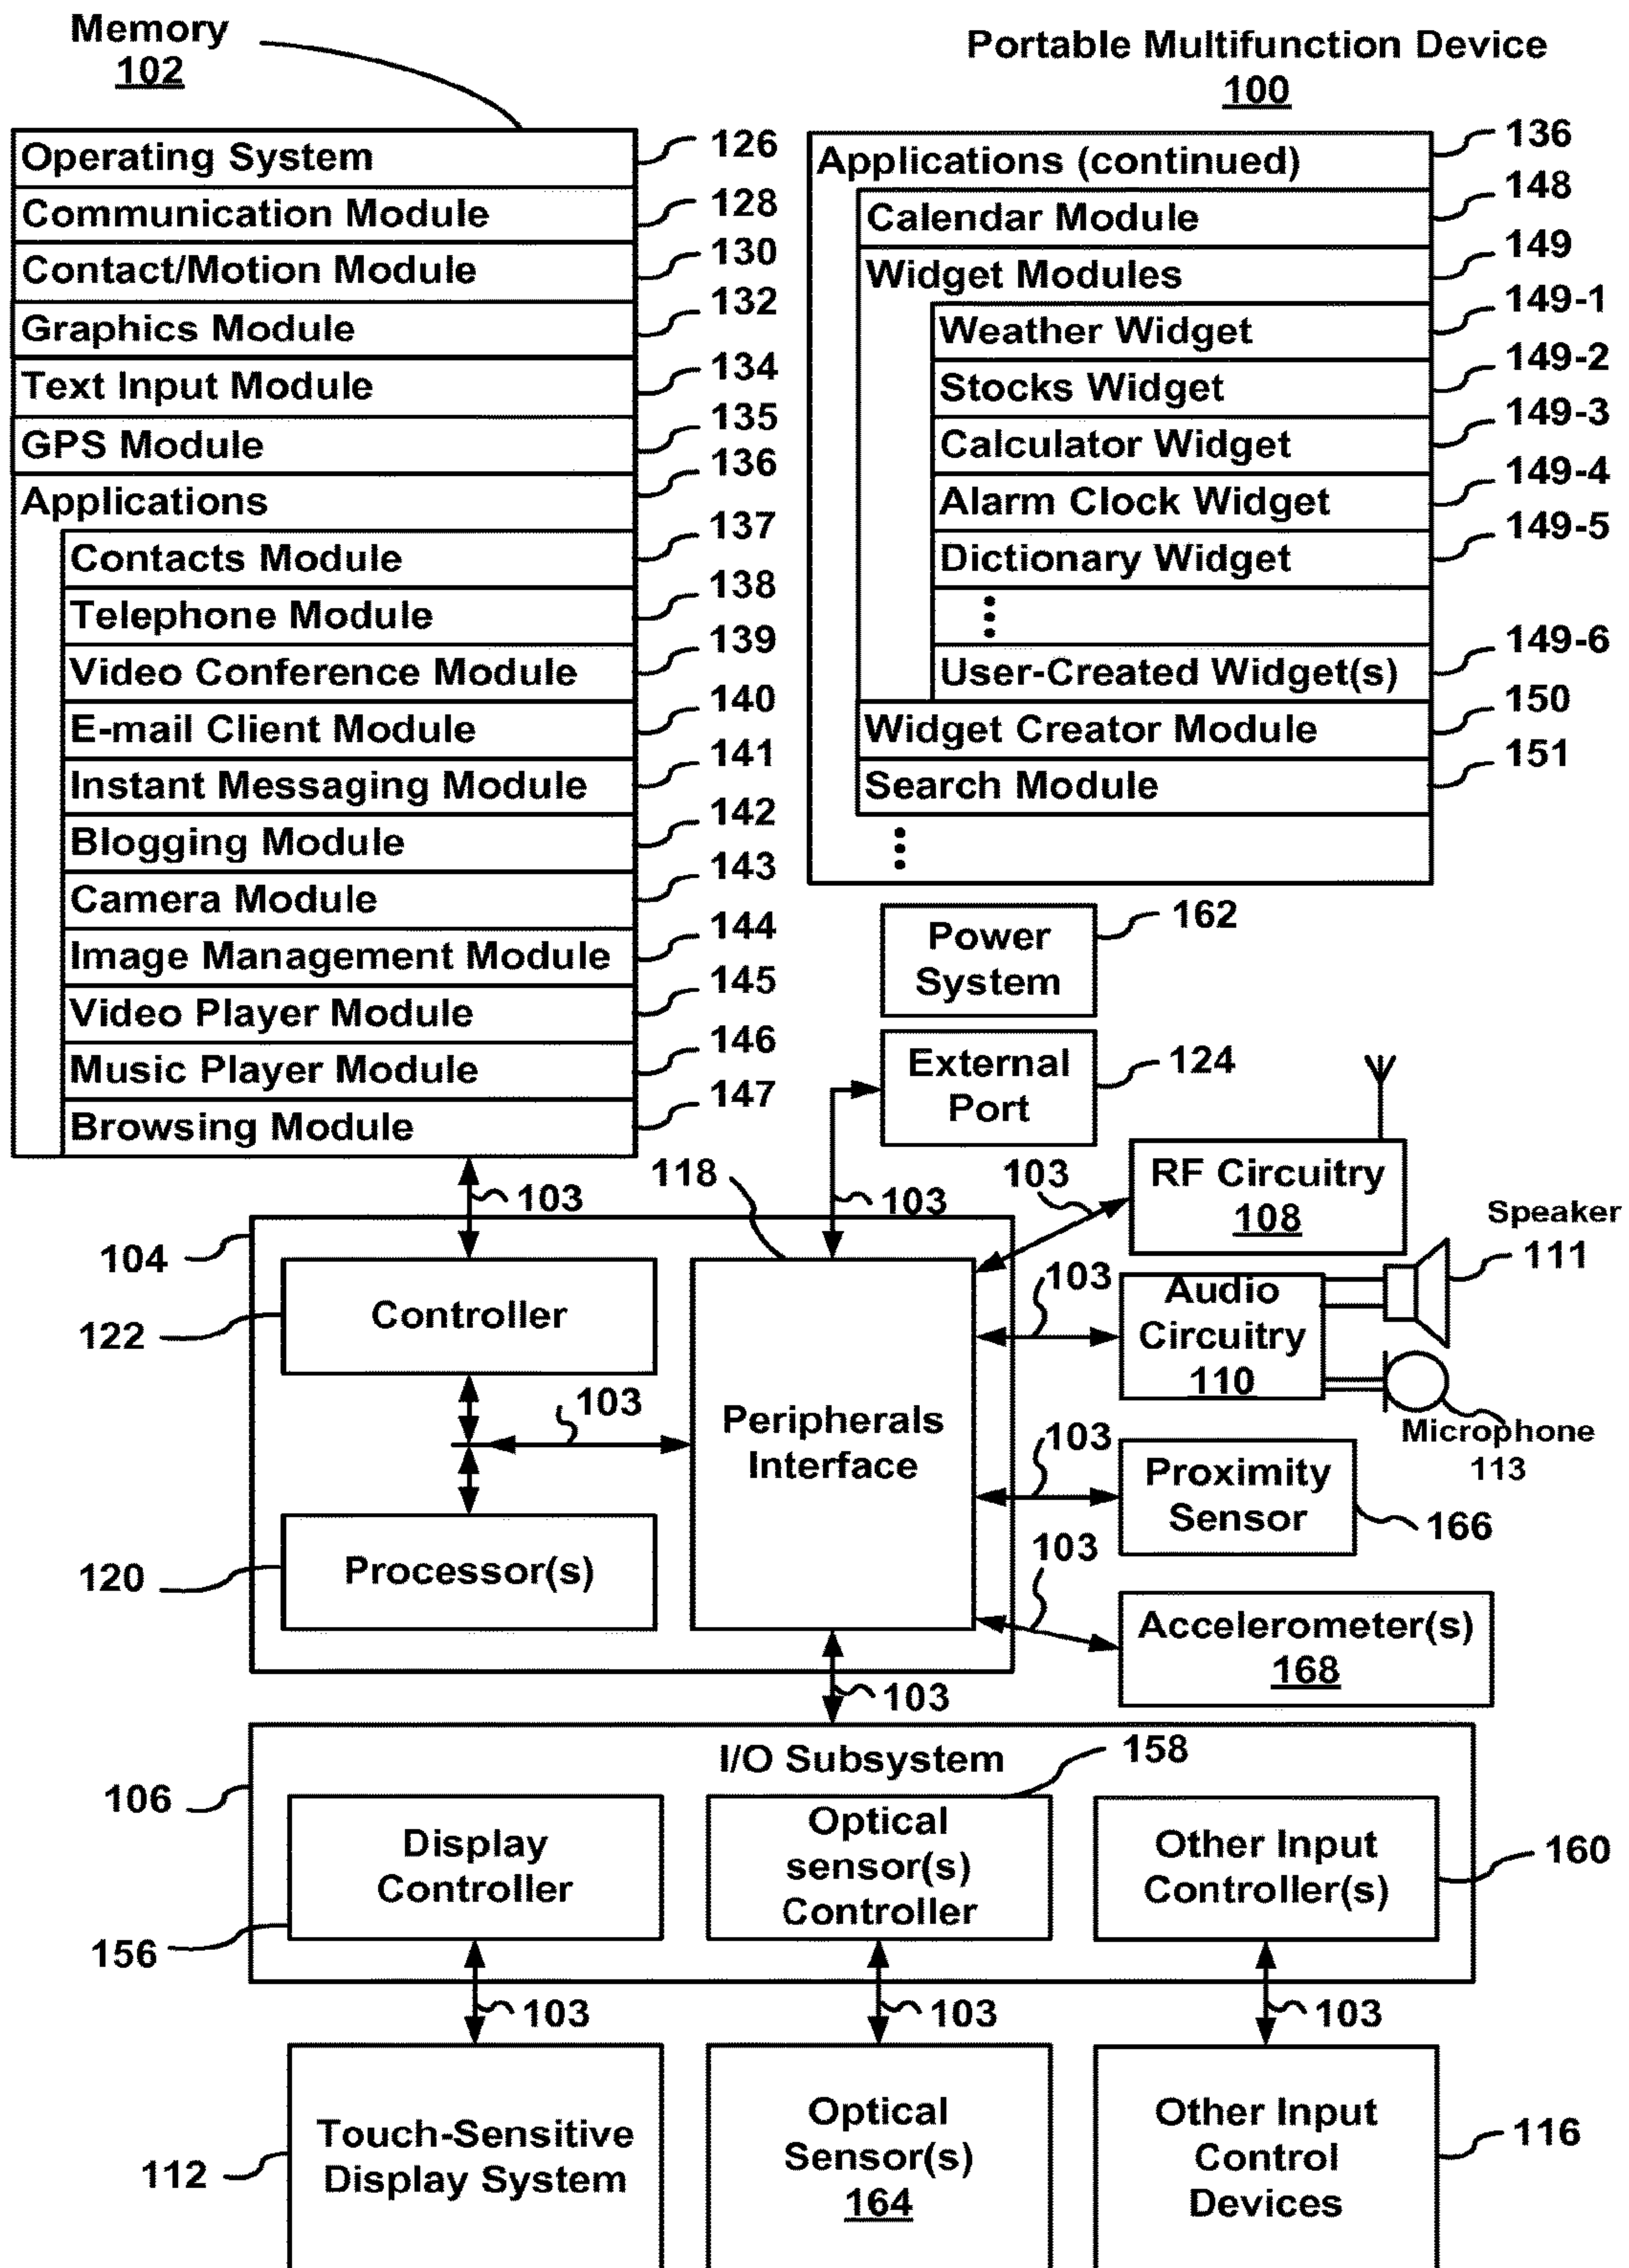 Memory
102
Portable Multifunction Device
100
Operating System
126
Communication Module
128
Contact/Motion Module
130
Graphics Module
132
Text Input Module
134
GPS Module
135
Applications
136
Contacts Module
137
Telephone Module
138
Video Conference Module
139
E-mail Client Module
140
Instant Messaging Module
141
Blogging Module
142
Camera Module
143
Image Management Module
144
Video Player Module
145
Music Player Module
146
Browsing Module
147
Applications (continued)
136
Calendar Module
148
Widget Modules
149
Weather Widget
149-1
Stocks Widget
149-2
Calculator Widget
149-3
Alarm Clock Widget
149-4
Dictionary Widget
149-5
User-Created Widget(s)
149-6
Widget Creator Module
150
Search Module
151
Power
System
162
External
Port
124
103
118
103
103
RF Circuitry
108
Speaker
111
104
Controller
122
103
Audio
Circuitry
110
103
Peripherals
Interface
Microphone
113
103
Proximity
Sensor
166
Processor(s)
120
103
Accelerometer(s)
168
103
I/O Subsystem
158
106
Display
Controller
156
Optical
sensor(s)
Controller
Other Input
Controller(s)
160
103
103
103
Touch-Sensitive
Display System
112
Optical
Sensor(s)
164
Other Input
Control
Devices
116